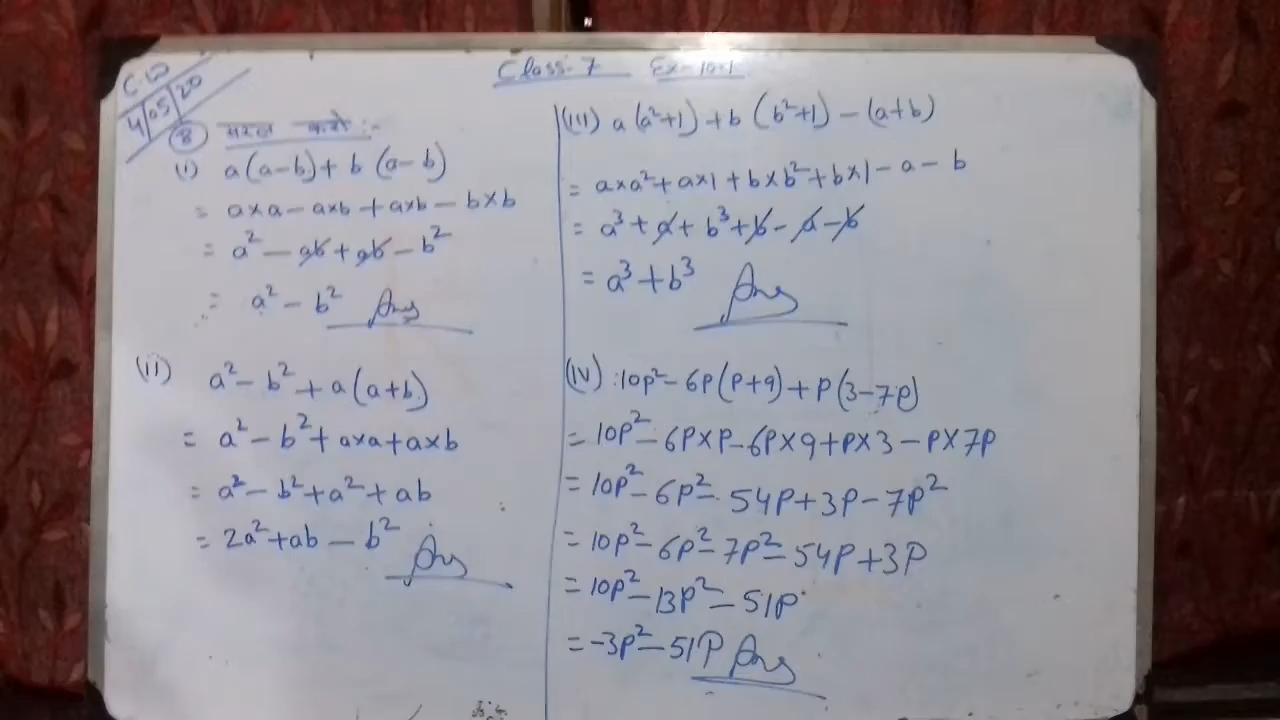 Class-7 Ex-10.1
C.W
4/05/20
8 सरल करो :-
(i) a(a-b)+ b (a-b)
= a×a-a×b+a×b-b×b
= a²-ab+ab-b²
= a²-b² Ans
(ii) a²-b²+a(a+b)
= a²-b²+a×a+a×b
= a²-b²+a²+ab
= 2a²+ab-b² Ans
(iii) a(a²+1)+b(b²+1)-(a+b)
= a×a²+a×1+b×b²+b×1-a-b
= a³+a+b³+b-a-b
= a³+b³ Ans
(iv) 10p²-6p(p+9)+p(3-7p)
= 10p²-6p×p-6p×9+p×3-p×7p
= 10p²-6p²-54p+3p-7p²
= 10p²-6p²-7p²-54p+3p
= 10p²-13p²-51p
= -3p²-51p Ans